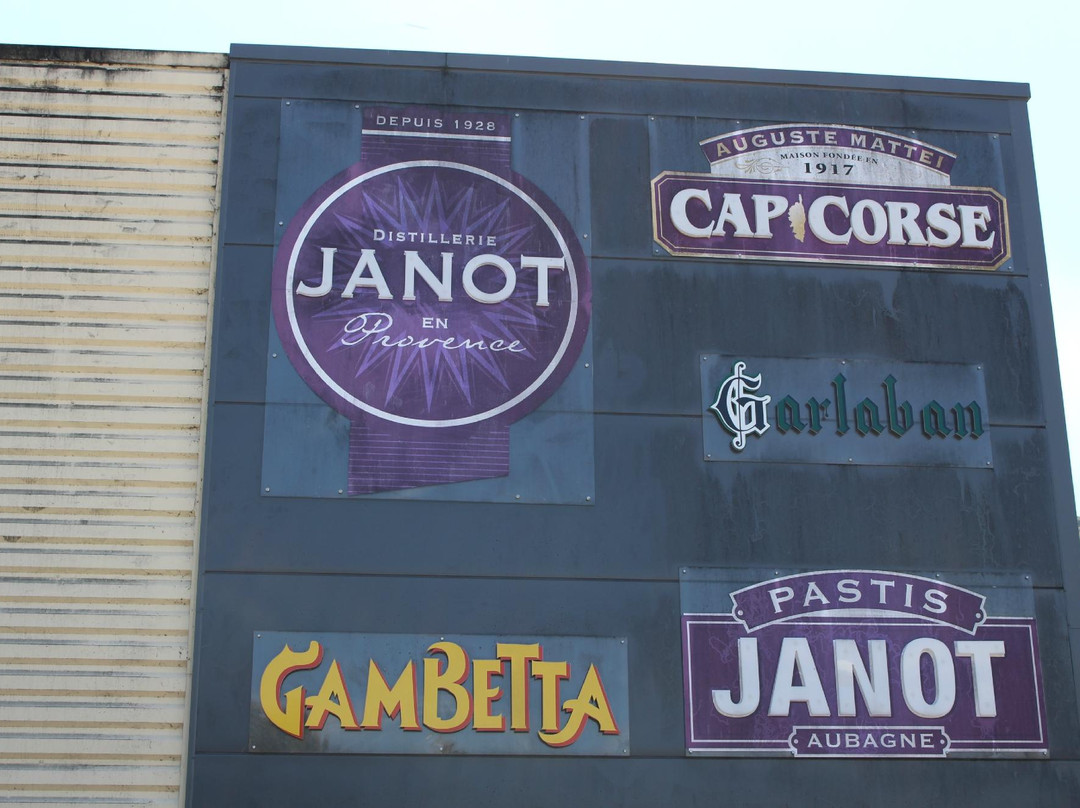 DEPUIS 1928
DISTILLERIE
JANOT
EN
Provence
AUGUSTE MATTEI
MAISON FONDÉE EN
1917
CAP CORSE
Garlaban
GAMBETTA
PASTIS
JANOT
AUBAGNE